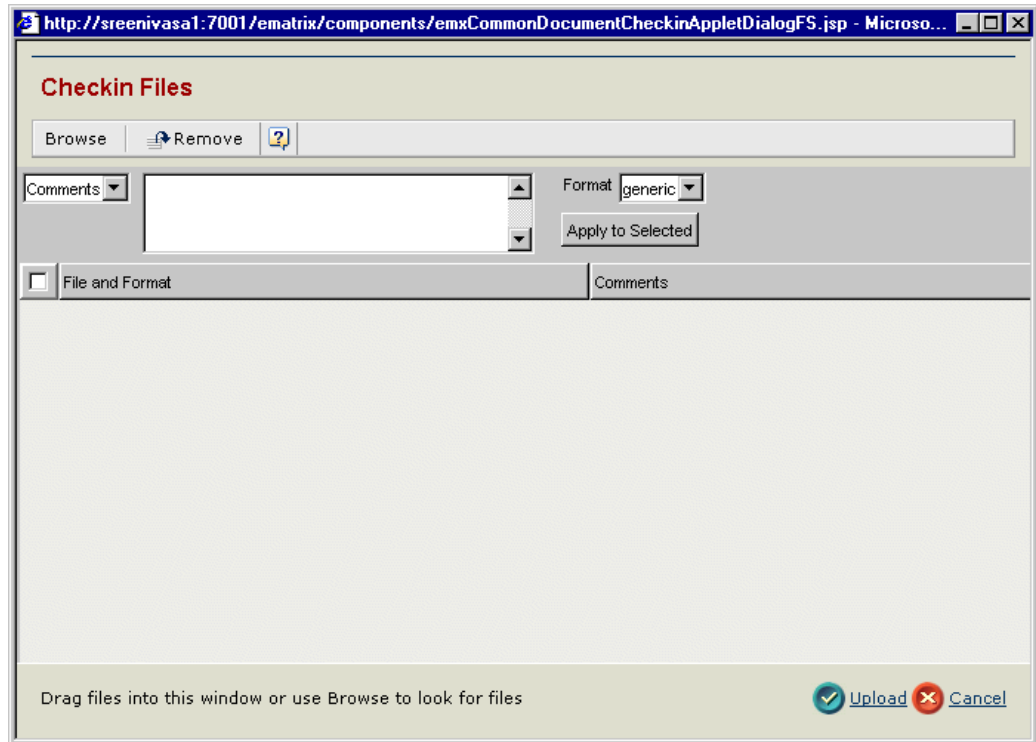 http://sreenivasa1:7001/ematrix/components/emxCommonDocumentCheckinAppletDialogFS.jsp - Microso...
Checkin Files
Browse Remove ?
Comments Format generic
Apply to Selected
File and Format Comments
Drag files into this window or use Browse to look for files Upload Cancel